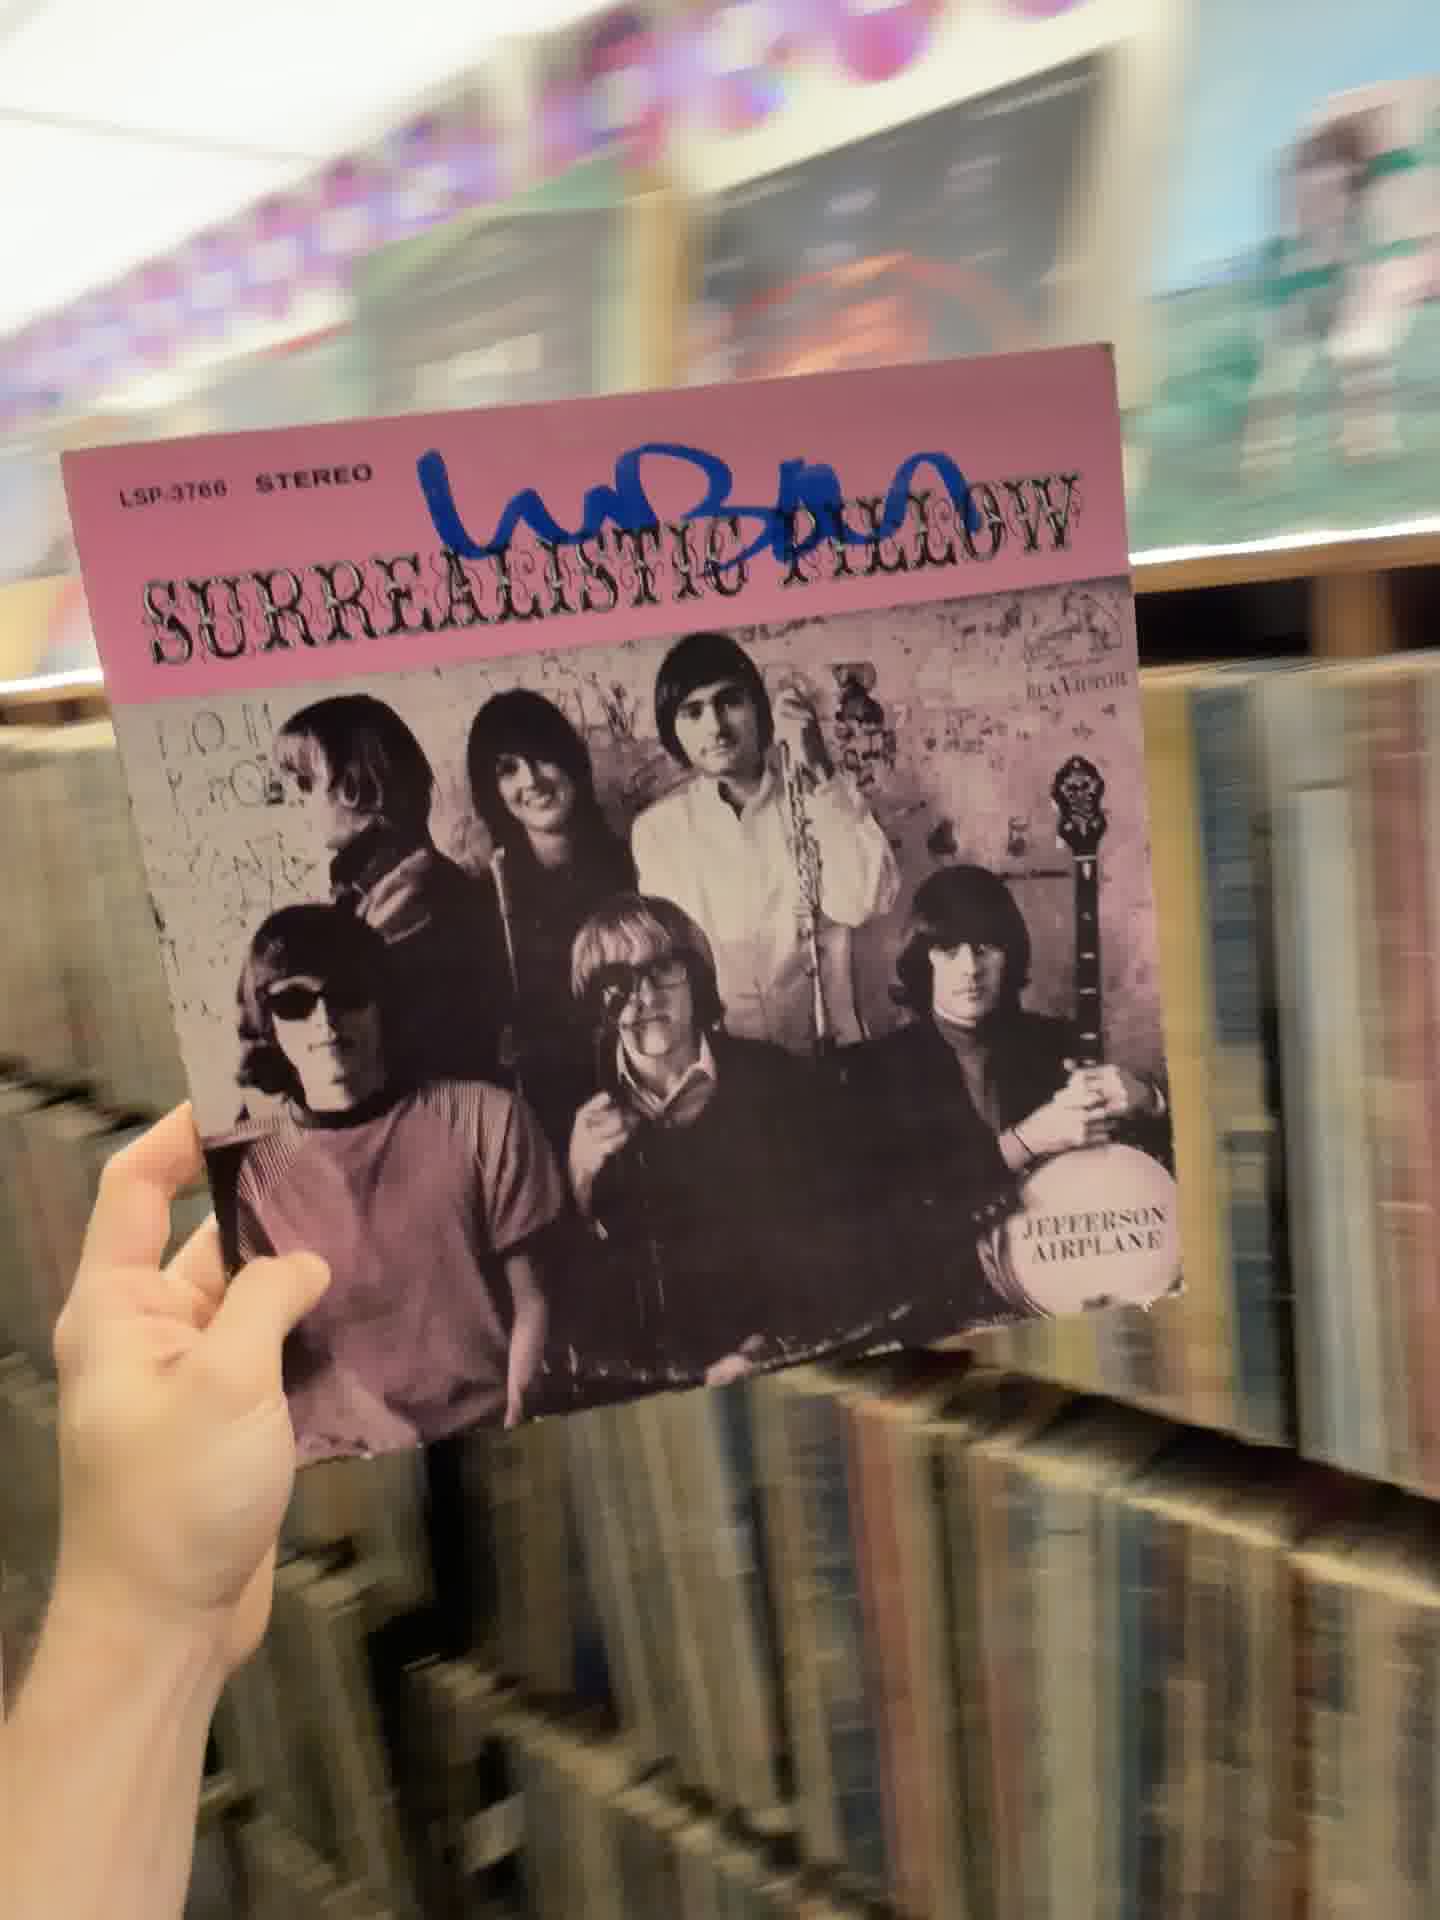 LSP-3766 STEREO
SURREALISTIC PILLOW
RCA VICTOR
JEFFERSON
AIRPLANE